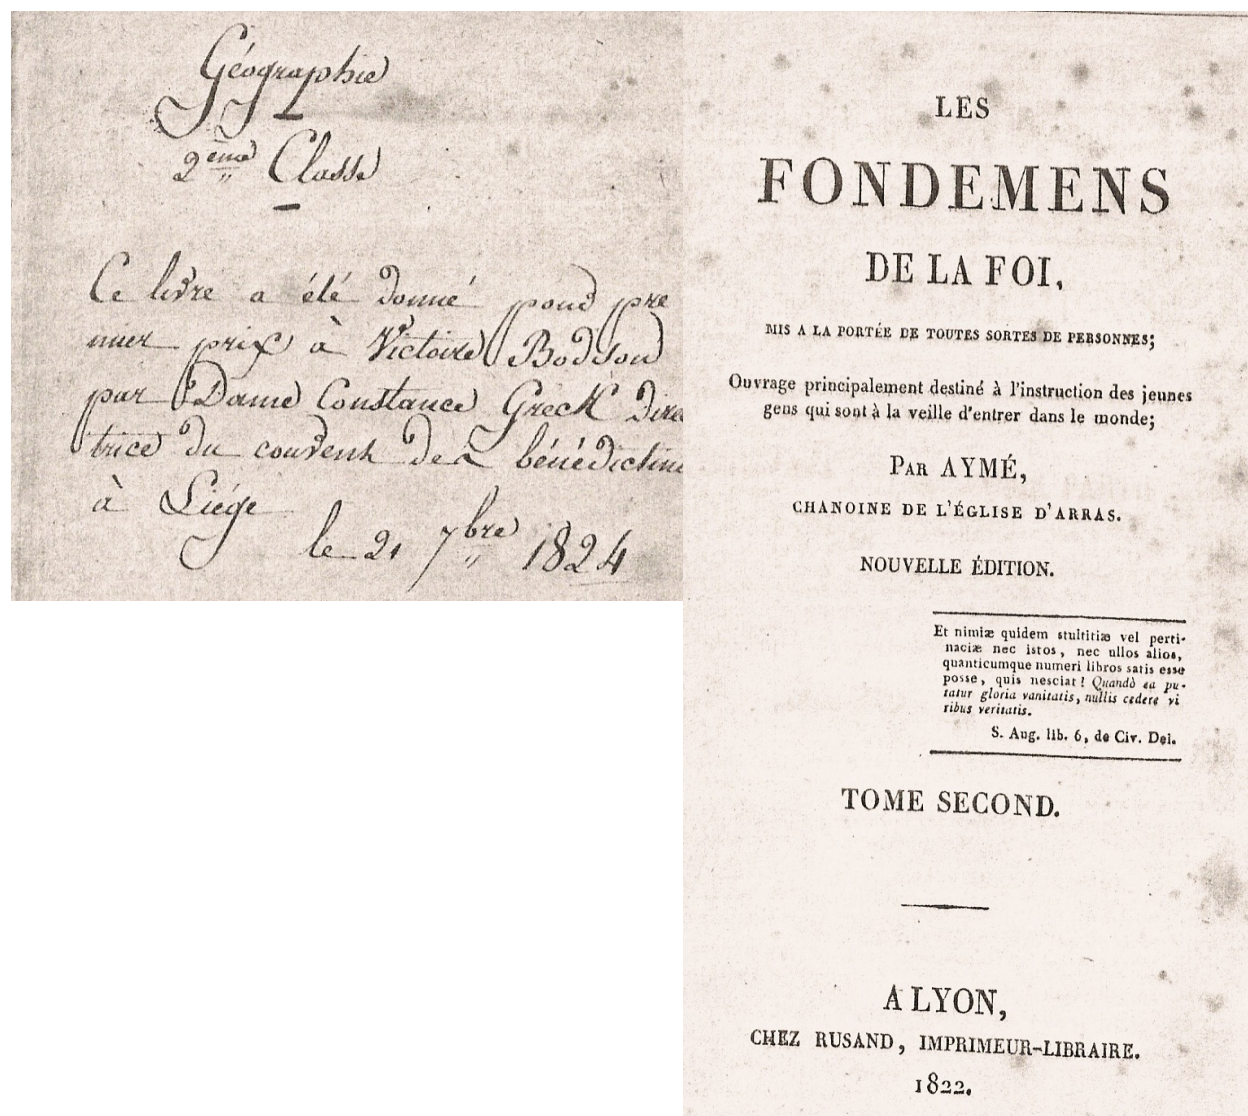 Géographie
2ème Classe
Ce livre a été donné pour pre
mier prix à Victoire Bodson
par Dame Constance Greck Direc
trice du couvent des bénédictine
à Liége
le 21 7bre 1824
LES
FONDEMENS
DE LA FOI,
MIS A LA PORTÉE DE TOUTES SORTES DE PERSONNES;
Ouvrage principalement destiné à l'instruction des jeunes
gens qui sont à la veille d'entrer dans le monde;
PAR AYMÉ,
CHANOINE DE L'ÉGLISE D'ARRAS.
NOUVELLE ÉDITION.
Et nimiæ quidem stultitiæ vel perti-
naciæ nec istos, nec ullos alios,
quanticumque numeri libros satis esse
posse, quis nesciat! Quandò ea pu-
tatur gloria vanitatis, nullis cedere vi
ribus veritatis.
S. Aug. lib. 6, de Civ. Dei.
TOME SECOND.
A LYON,
CHEZ RUSAND, IMPRIMEUR-LIBRAIRE.
1822.